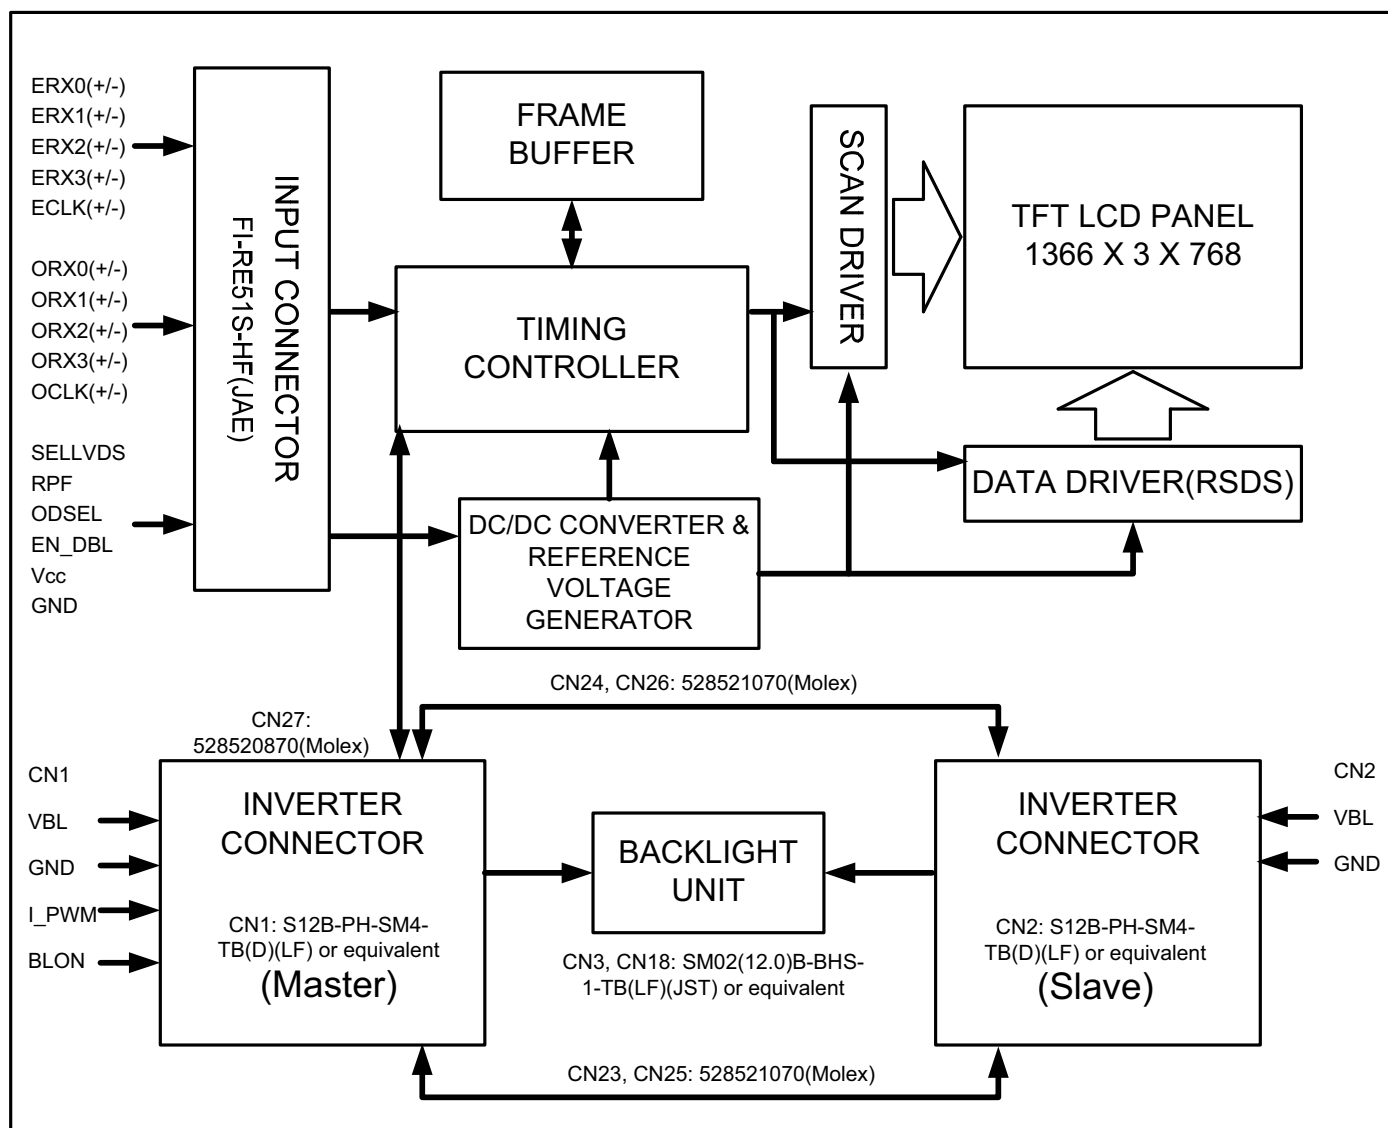 ERX0(+/-)
ERX1(+/-)
ERX2(+/-)
ERX3(+/-)
ECLK(+/-)
ORX0(+/-)
ORX1(+/-)
ORX2(+/-)
ORX3(+/-)
OCLK(+/-)
SELLVDS
RPF
ODSEL
EN_DBL
Vcc
GND
INPUT CONNECTOR
FI-RE51S-HF(JAE)
FRAME
BUFFER
TIMING
CONTROLLER
SCAN DRIVER
TFT LCD PANEL
1366 X 3 X 768
DATA DRIVER(RSDS)
DC/DC CONVERTER &
REFERENCE
VOLTAGE
GENERATOR
CN24, CN26: 528521070(Molex)
CN27:
528520870(Molex)
CN1
VBL
GND
I_PWM
BLON
INVERTER
CONNECTOR
CN1: S12B-PH-SM4-
TB(D)(LF) or equivalent
(Master)
BACKLIGHT
UNIT
CN3, CN18: SM02(12.0)B-BHS-
1-TB(LF)(JST) or equivalent
INVERTER
CONNECTOR
CN2: S12B-PH-SM4-
TB(D)(LF) or equivalent
(Slave)
CN2
VBL
GND
CN23, CN25: 528521070(Molex)